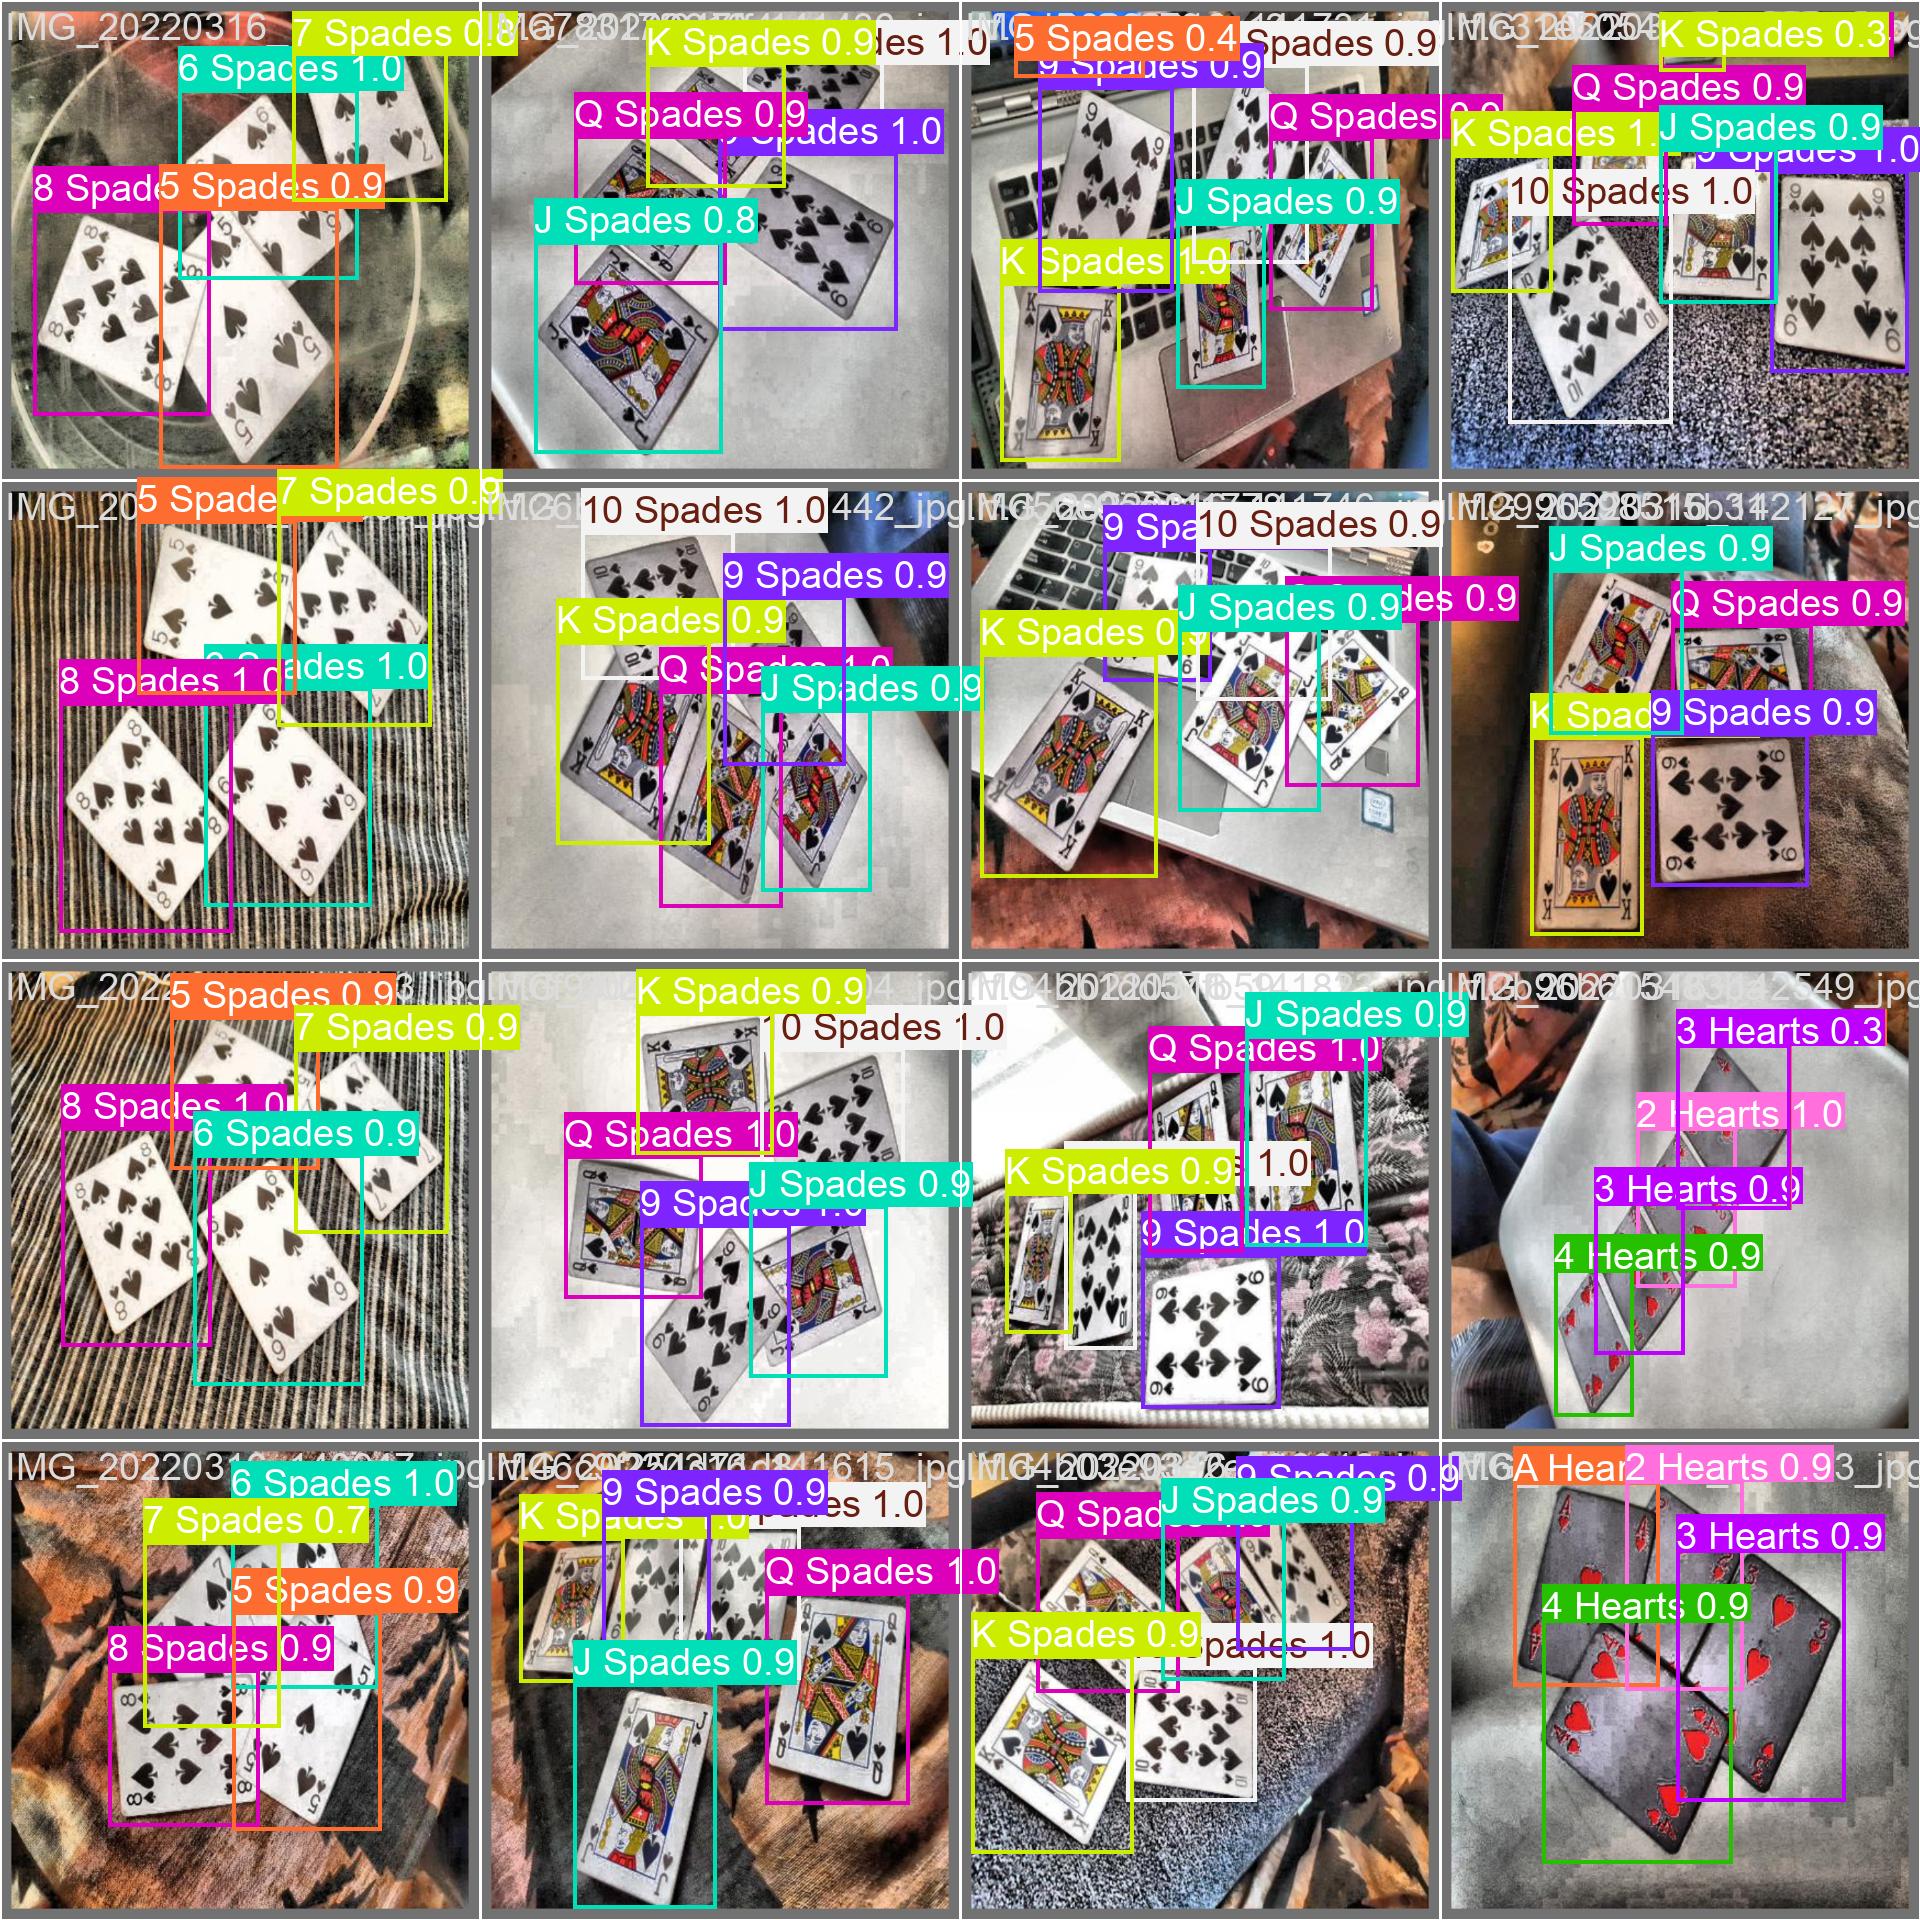 IMG_20220316_
7 Spades 0.8
6 Spades 1.0
8 Spade
5 Spades 0.9
K Spades 0.9
des 1.0
Q Spades 0.9
Spades 1.0
J Spades 0.8
5 Spades 0.4
Spades 0.9
9 Spades 0.9
Q Spades
J Spades 0.9
K Spades 1.0
K Spades 0.3
Q Spades 0.9
K Spades 1.
J Spades 0.9
9 Spades 1.0
10 Spades 1.0
IMG_20
5 Spade
7 Spades 0.9
8 Spades 1.0
ades 1.0
10 Spades 1.0
442_jpg
9 Spades 0.9
K Spades 0.9
Q Spades 1.0
J Spades 0.9
9 Spa
10 Spades 0.9
J Spades 0.9
des 0.9
K Spades 0.9
J Spades 0.9
Q Spades 0.9
K Spad
9 Spades 0.9
IMG_202
5 Spades 0.9
7 Spades 0.9
8 Spades 1.0
6 Spades 0.9
K Spades 0.9
10 Spades 1.0
Q Spades 1.0
9 Spades 1.0
J Spades 0.9
J Spades 0.9
Q Spades 1.0
s 1.0
K Spades 0.9
9 Spades 1.0
3 Hearts 0.3
2 Hearts 1.0
3 Hearts 0.9
4 Hearts 0.9
IMG_2022031
6 Spades 1.0
7 Spades 0.7
5 Spades 0.9
8 Spades 0.9
9 Spades 0.9
K Spades 1.0
des 1.0
Q Spades 1.0
J Spades 0.9
9 Spades 0.9
J Spades 0.9
Q Spad
K Spades 0.9
Spades 1.0
A Hear
2 Hearts 0.9
3 Hearts 0.9
4 Hearts 0.9